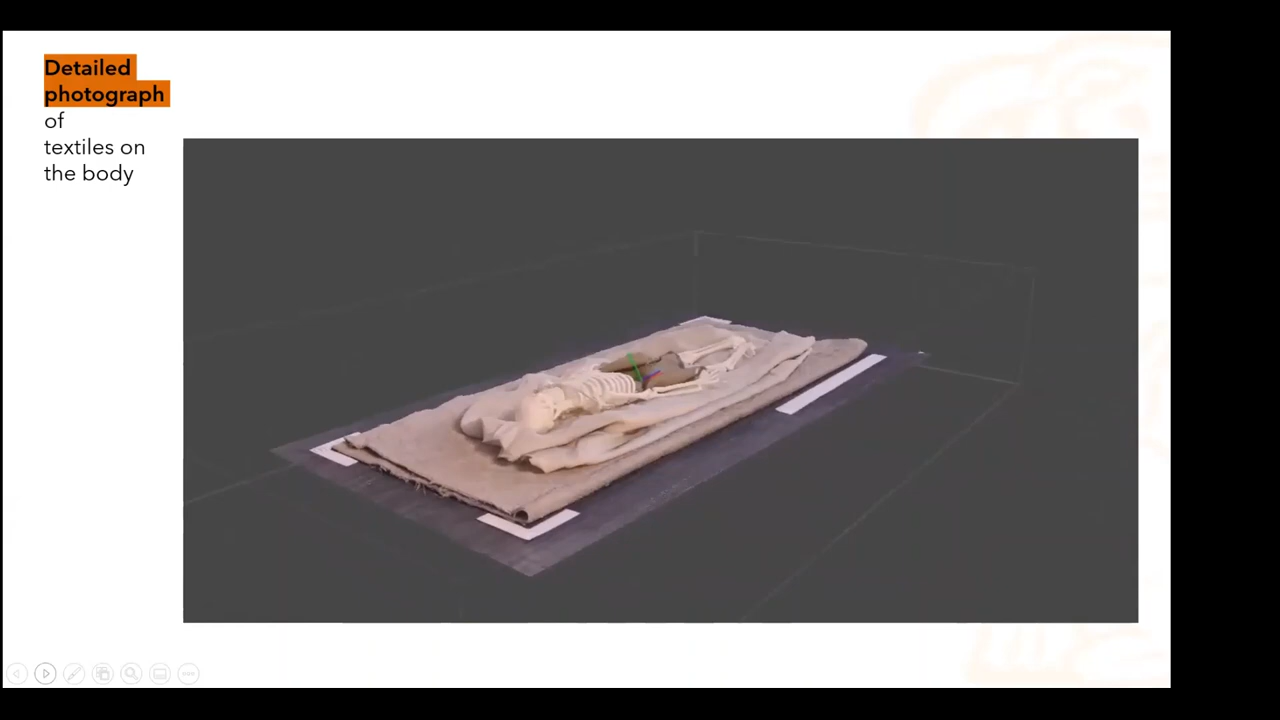 Detailed
photograph
of
textiles on
the body